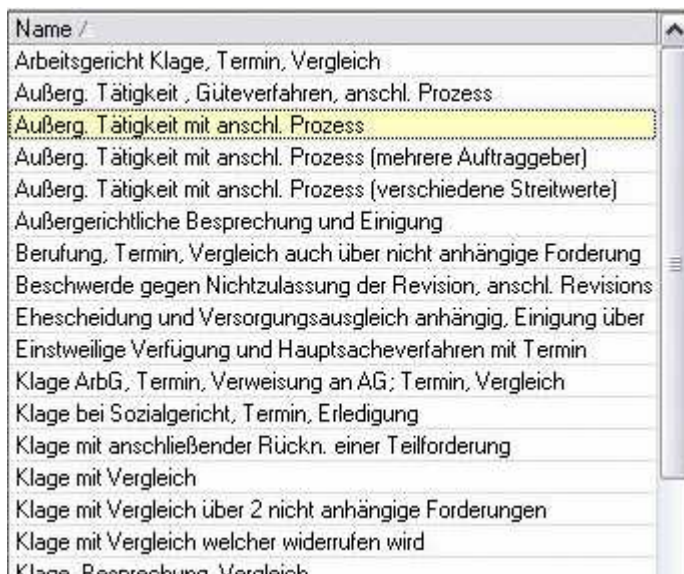 Name
Arbeitsgericht Klage, Termin, Vergleich
Außerg. Tätigkeit , Güteverfahren, anschl. Prozess
Außerg. Tätigkeit mit anschl. Prozess
Außerg. Tätigkeit mit anschl. Prozess (mehrere Auftraggeber)
Außerg. Tätigkeit mit anschl. Prozess (verschiedene Streitwerte)
Außergerichtliche Besprechung und Einigung
Berufung, Termin, Vergleich auch über nicht anhängige Forderung
Beschwerde gegen Nichtzulassung der Revision, anschl. Revisions
Ehescheidung und Versorgungsausgleich anhängig, Einigung über
Einstweilige Verfügung und Hauptsacheverfahren mit Termin
Klage ArbG, Termin, Verweisung an AG; Termin, Vergleich
Klage bei Sozialgericht, Termin, Erledigung
Klage mit anschließender Rückn. einer Teilforderung
Klage mit Vergleich
Klage mit Vergleich über 2 nicht anhängige Forderungen
Klage mit Vergleich welcher widerrufen wird
Klage, Besprechung, Vergleich